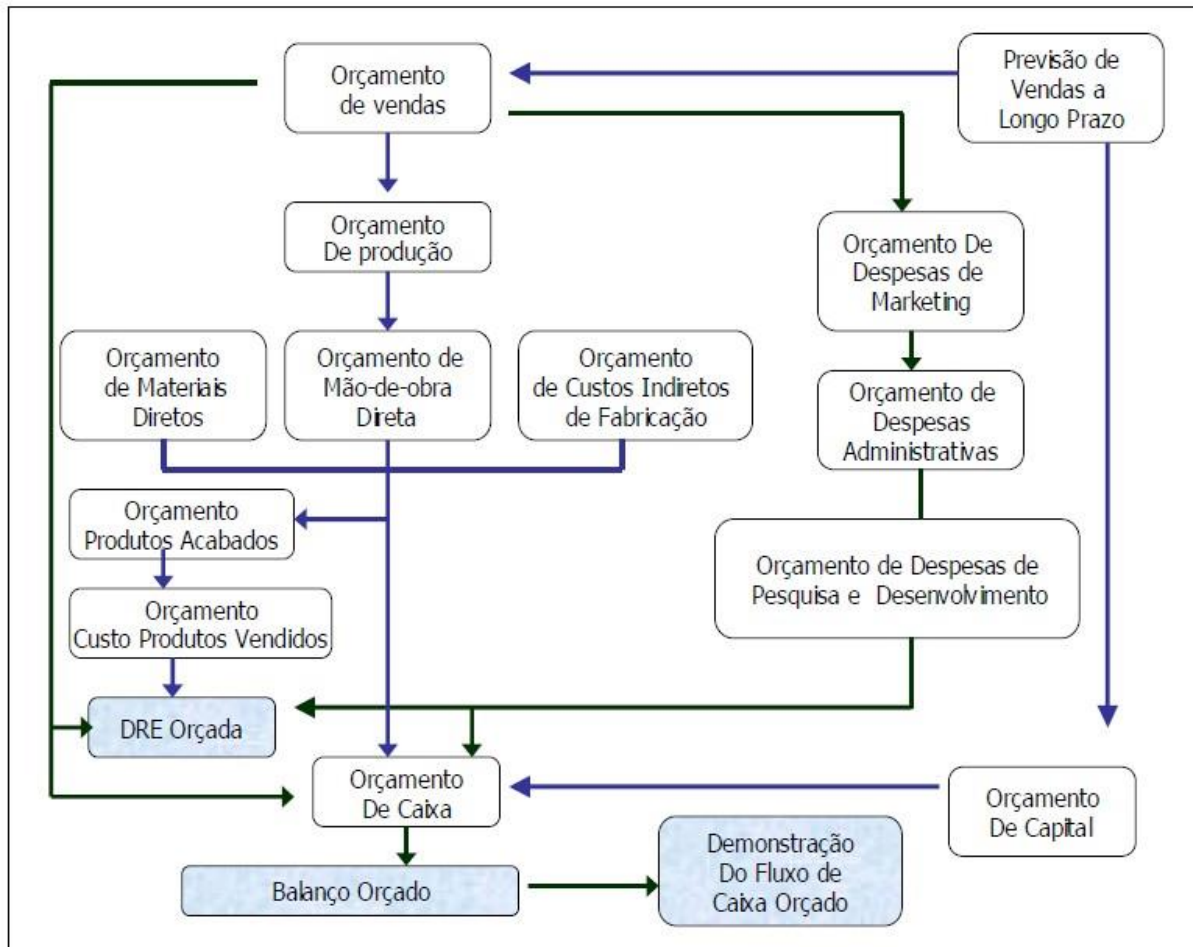 Orçamento
de vendas
Previsão de
Vendas a
Longo Prazo
Orçamento
De produção
Orçamento De
Despesas de
Marketing
Orçamento
de Materiais
Diretos
Orçamento de
Mão-de-obra
Direta
Orçamento
de Custos Indiretos
de Fabricação
Orçamento de
Despesas
Administrativas
Orçamento
Produtos Acabados
Orçamento de Despesas de
Pesquisa e Desenvolvimento
Orçamento
Custo Produtos Vendidos
DRE Orçada
Orçamento
De Caixa
Orçamento
De Capital
Balanço Orçado
Demonstração
Do Fluxo de
Caixa Orçado